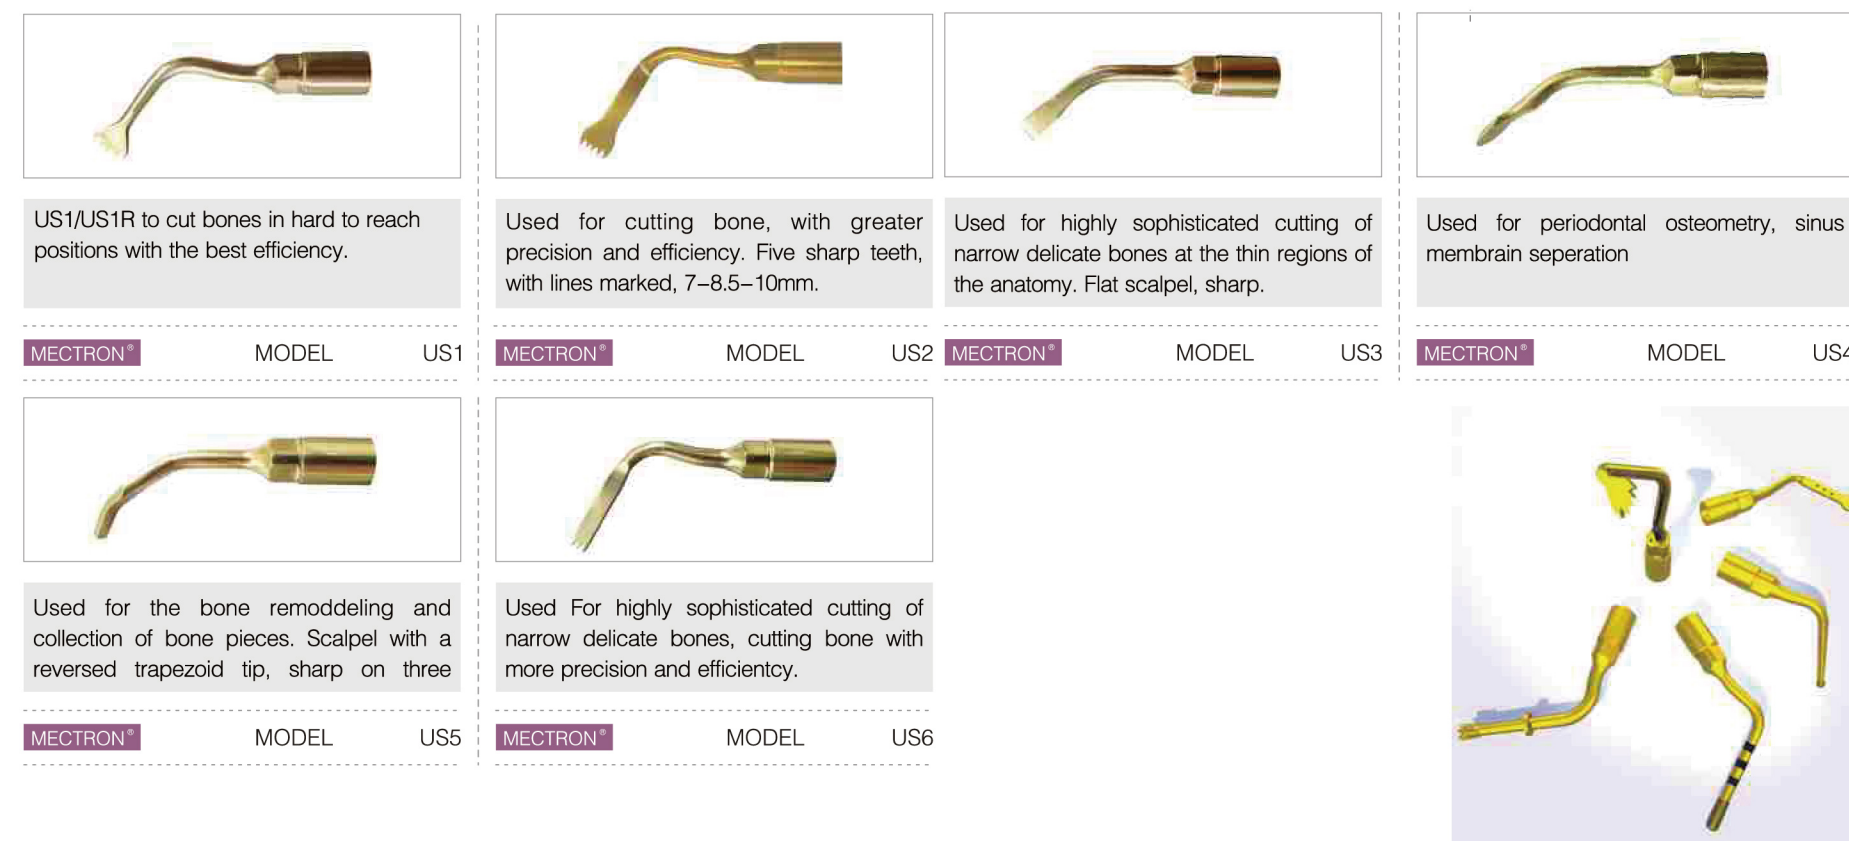 US1/US1R to cut bones in hard to reach
positions with the best efficiency.
MECTRON® MODEL US1
Used for cutting bone, with greater
precision and efficiency. Five sharp teeth,
with lines marked, 7–8.5–10mm.
MECTRON® MODEL US2
Used for highly sophisticated cutting of
narrow delicate bones at the thin regions of
the anatomy. Flat scalpel, sharp.
MECTRON® MODEL US3
Used for periodontal osteometry, sinus
membrain seperation
MECTRON® MODEL US4
Used for the bone remoddeling and
collection of bone pieces. Scalpel with a
reversed trapezoid tip, sharp on three
MECTRON® MODEL US5
Used For highly sophisticated cutting of
narrow delicate bones, cutting bone with
more precision and efficientcy.
MECTRON® MODEL US6